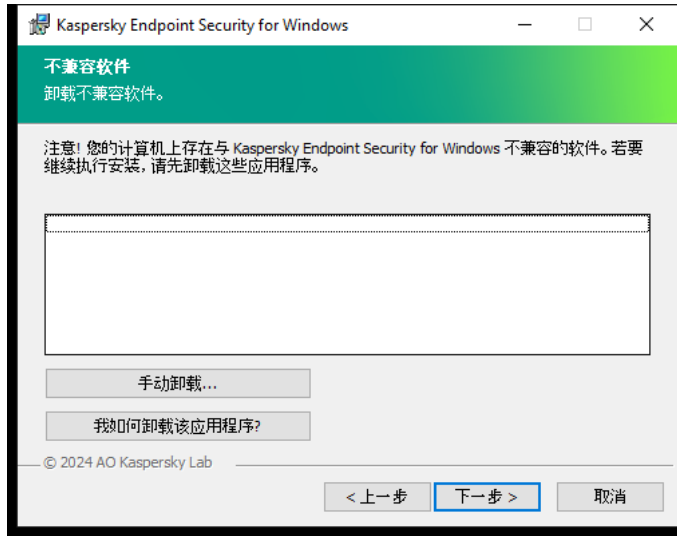 Kaspersky Endpoint Security for Windows
不兼容软件
卸载不兼容软件。
注意! 您的计算机上存在与 Kaspersky Endpoint Security for Windows 不兼容的软件。若要
继续执行安装, 请先卸载这些应用程序。
手动卸载...
我如何卸载该应用程序?
© 2024 AO Kaspersky Lab
< 上一步
下一步 >
取消